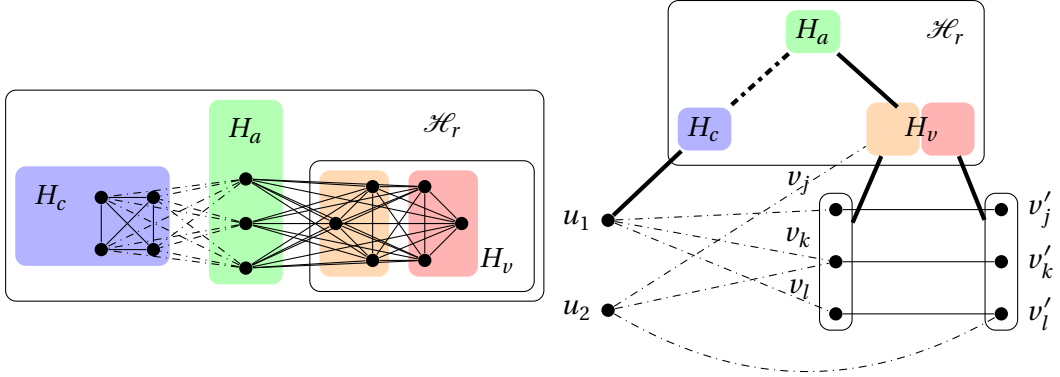 H_c
H_a
ℋ_r
H_v
H_a
ℋ_r
H_c
H_v
u_1
u_2
v_j
v_k
v_l
v'_j
v'_k
v'_l